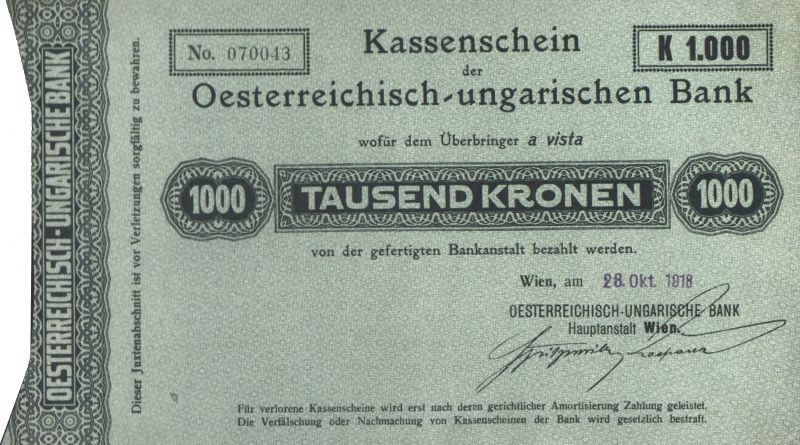 OESTERREICHISCH-UNGARISCHE BANK
Dieser Juxtenabschnitt ist vor Verletzungen sorgfältig zu bewahren.
No. 070043
Kassenschein
K 1.000
der
Oesterreichisch-ungarischen Bank
wofür dem Überbringer a vista
1000
TAUSEND KRONEN
1000
von der gefertigten Bankanstalt bezahlt werden.
Wien, am 28. Okt. 1918
OESTERREICHISCH-UNGARISCHE BANK
Hauptanstalt Wien.
Für verlorene Kassenscheine wird erst nach deren gerichtlicher Amortisierung Zahlung geleistet.
Die Verfälschung oder Nachmachung von Kassenscheinen der Bank wird gesetzlich bestraft.